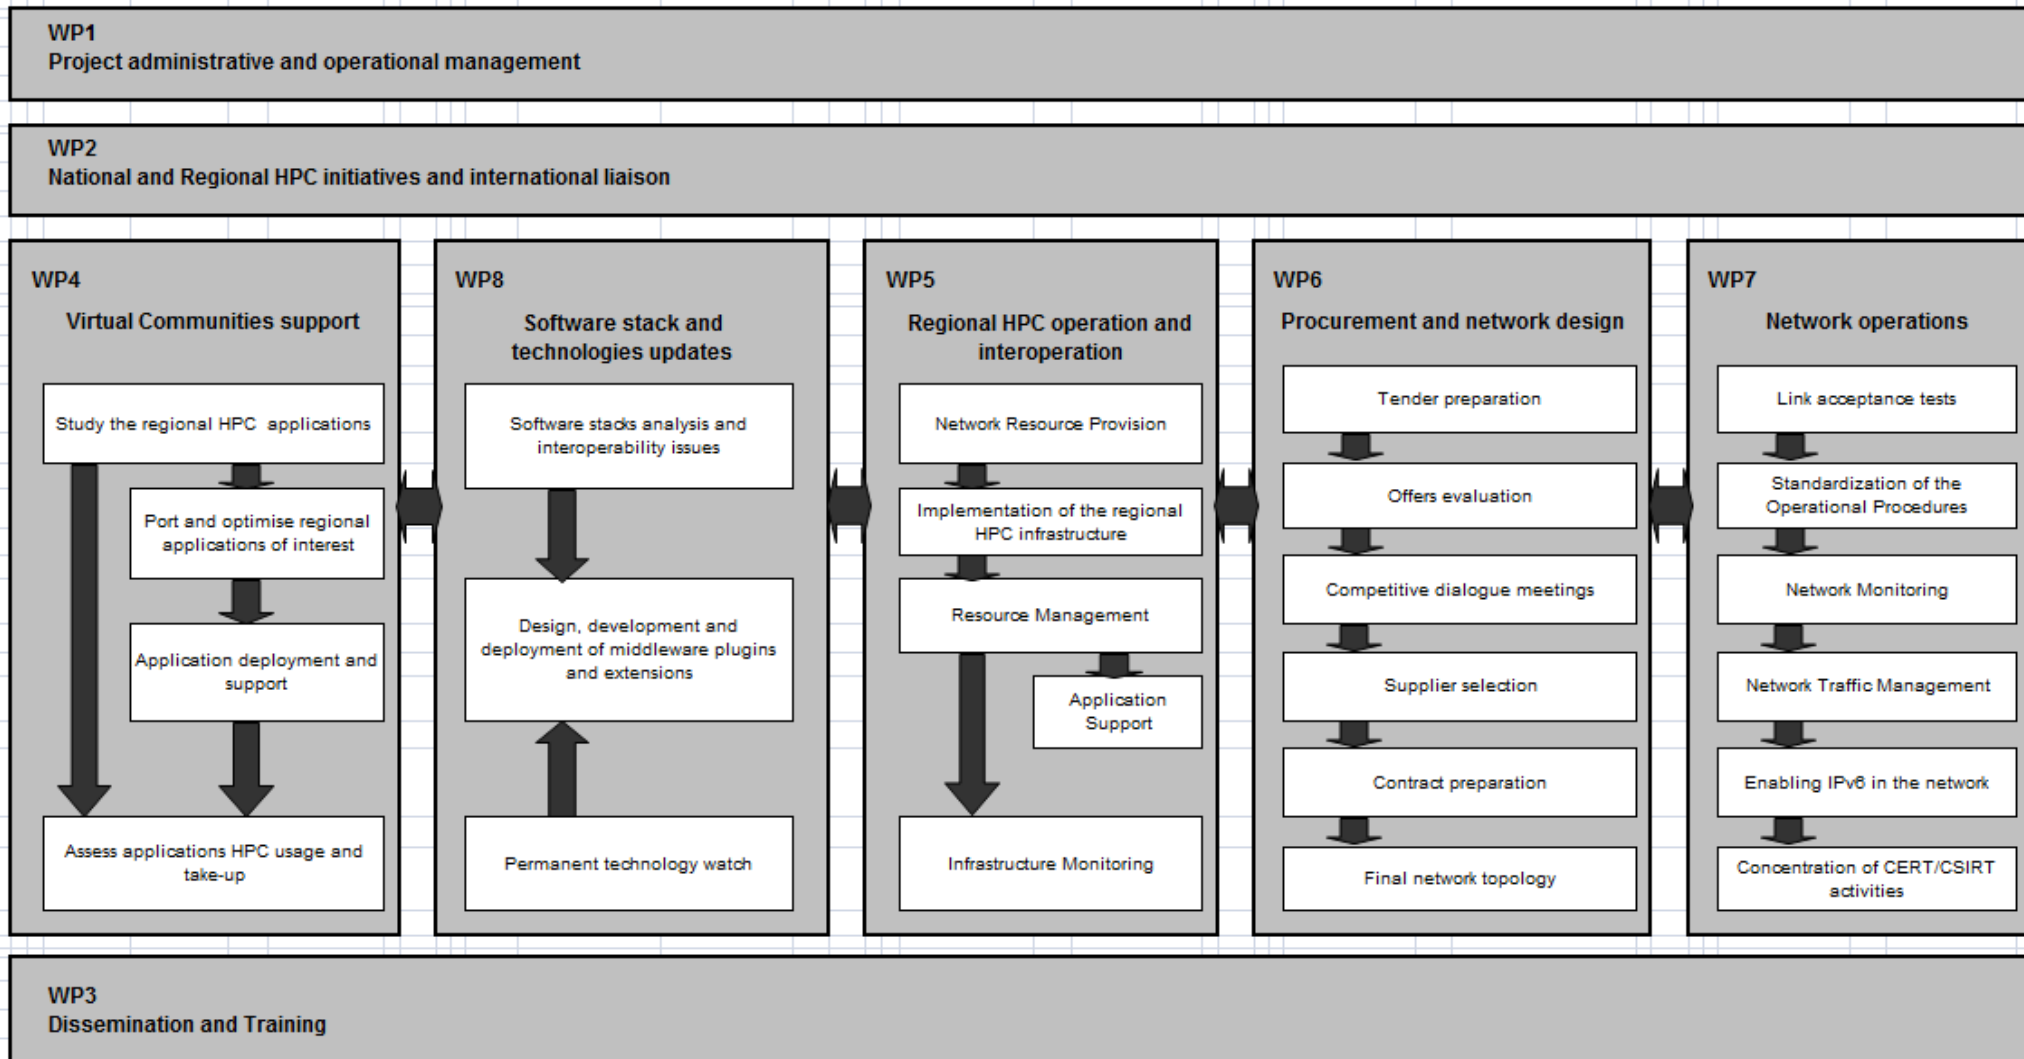 WP1
Project administrative and operational management
WP2
National and Regional HPC initiatives and international liaison
WP4
Virtual Communities support
Study the regional HPC applications
Port and optimise regional
applications of interest
Application deployment and
support
Assess applications HPC usage and
take-up
WP8
Software stack and
technologies updates
Software stacks analysis and
interoperability issues
Design, development and
deployment of middleware plugins
and extensions
Permanent technology watch
WP5
Regional HPC operation and
interoperation
Network Resource Provision
Implementation of the regional
HPC infrastructure
Resource Management
Application
Support
Infrastructure Monitoring
WP6
Procurement and network design
Tender preparation
Offers evaluation
Competitive dialogue meetings
Supplier selection
Contract preparation
Final network topology
WP7
Network operations
Link acceptance tests
Standardization of the
Operational Procedures
Network Monitoring
Network Traffic Management
Enabling IPv6 in the network
Concentration of CERT/CSIRT
activities
WP3
Dissemination and Training